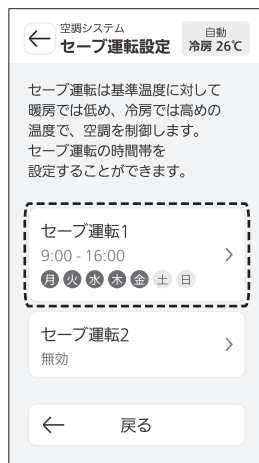 空調システム
セーブ運転設定
自動
冷房 26℃
セーブ運転は基準温度に対して
暖房では低め、冷房では高めの
温度で、空調を制御します。
セーブ運転の時間帯を
設定することができます。
セーブ運転1
9:00 - 16:00
月 火 水 木 金 土 日
セーブ運転2
無効
戻る